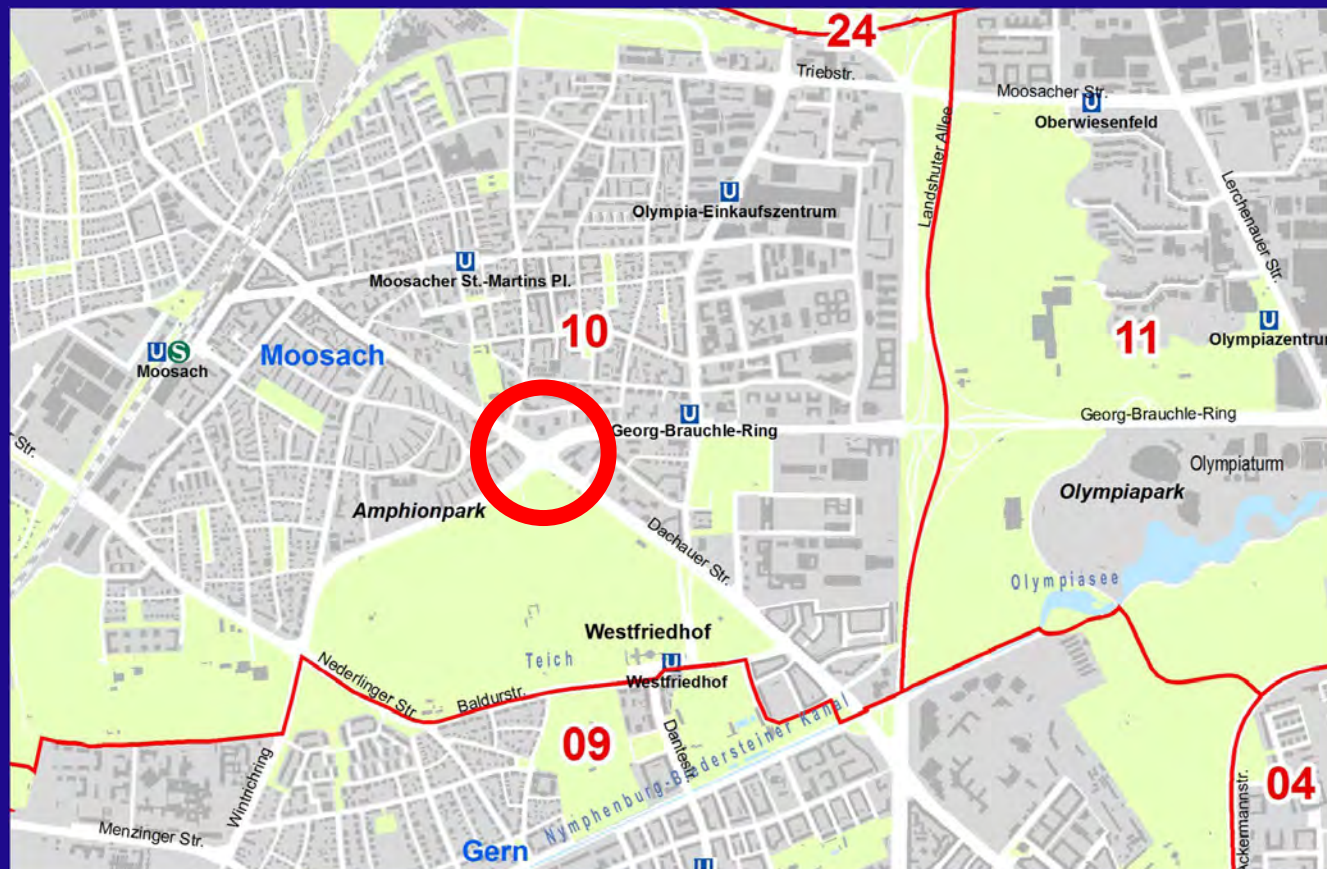 24
Triebstr.
Moosacher Str.
U
Oberwiesenfeld
Landshuter Allee
Lerchenauer Str.
U
Olympia-Einkaufszentrum
U
Moosacher St.-Martins Pl.
10
11
U
Olympiazentrum
U S
Moosach
Moosach
U
Georg-Brauchle-Ring
Georg-Brauchle-Ring
r Str.
Olympiaturm
Olympiapark
Amphionpark
Dachauer Str.
Olympiasee
Westfriedhof
Teich
U
Westfriedhof
Nederlinger Str.
Baldurstr.
09
Dantestr.
Nymphenburg-Biedersteiner Kanal
Wintrichring
04
Menzinger Str.
Gern
U
Ackermannstr.